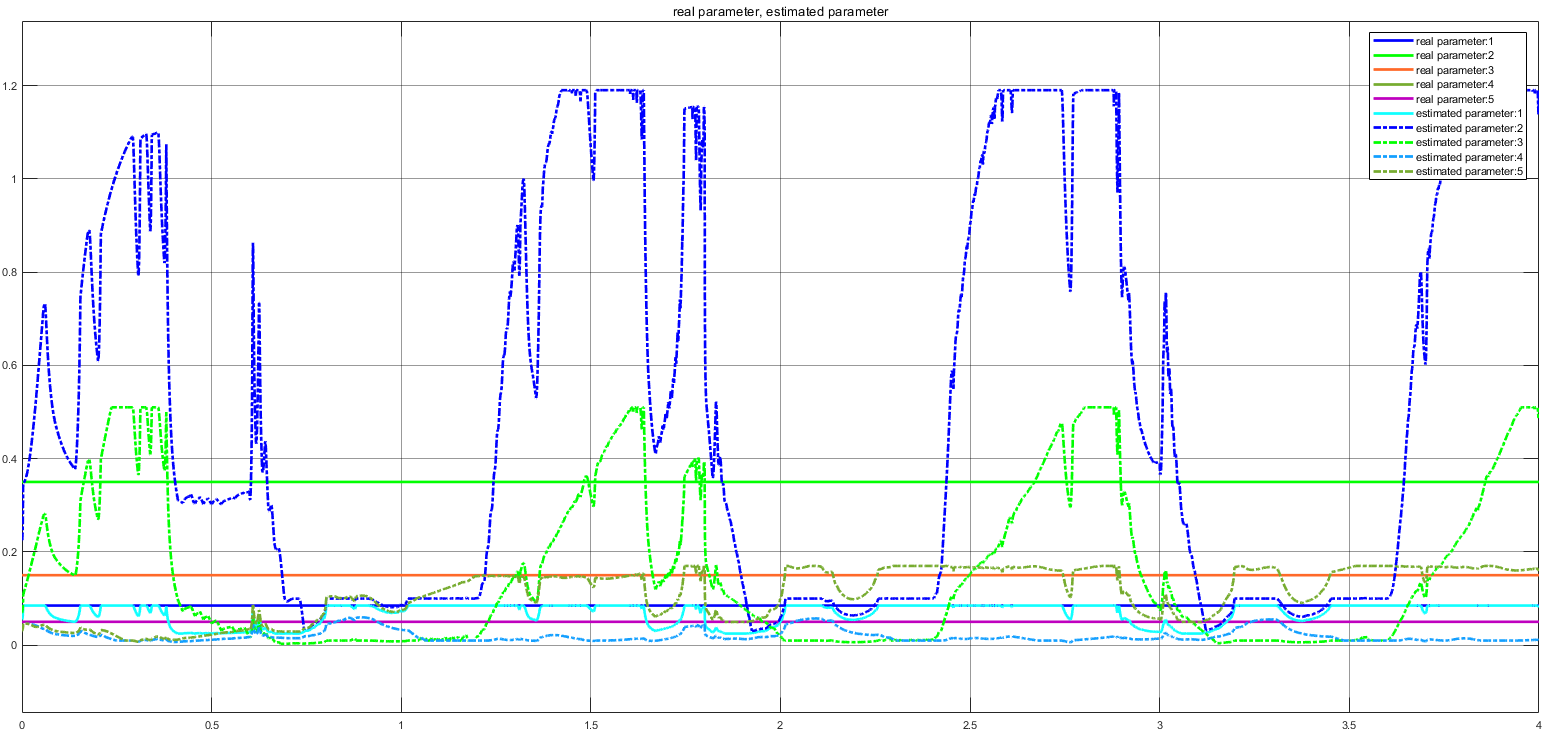 real parameter, estimated parameter
real parameter:1
real parameter:2
real parameter:3
real parameter:4
real parameter:5
estimated parameter:1
estimated parameter:2
estimated parameter:3
estimated parameter:4
estimated parameter:5
1.2
1
0.8
0.6
0.4
0.2
0
0 0.5 1 1.5 2 2.5 3 3.5 4